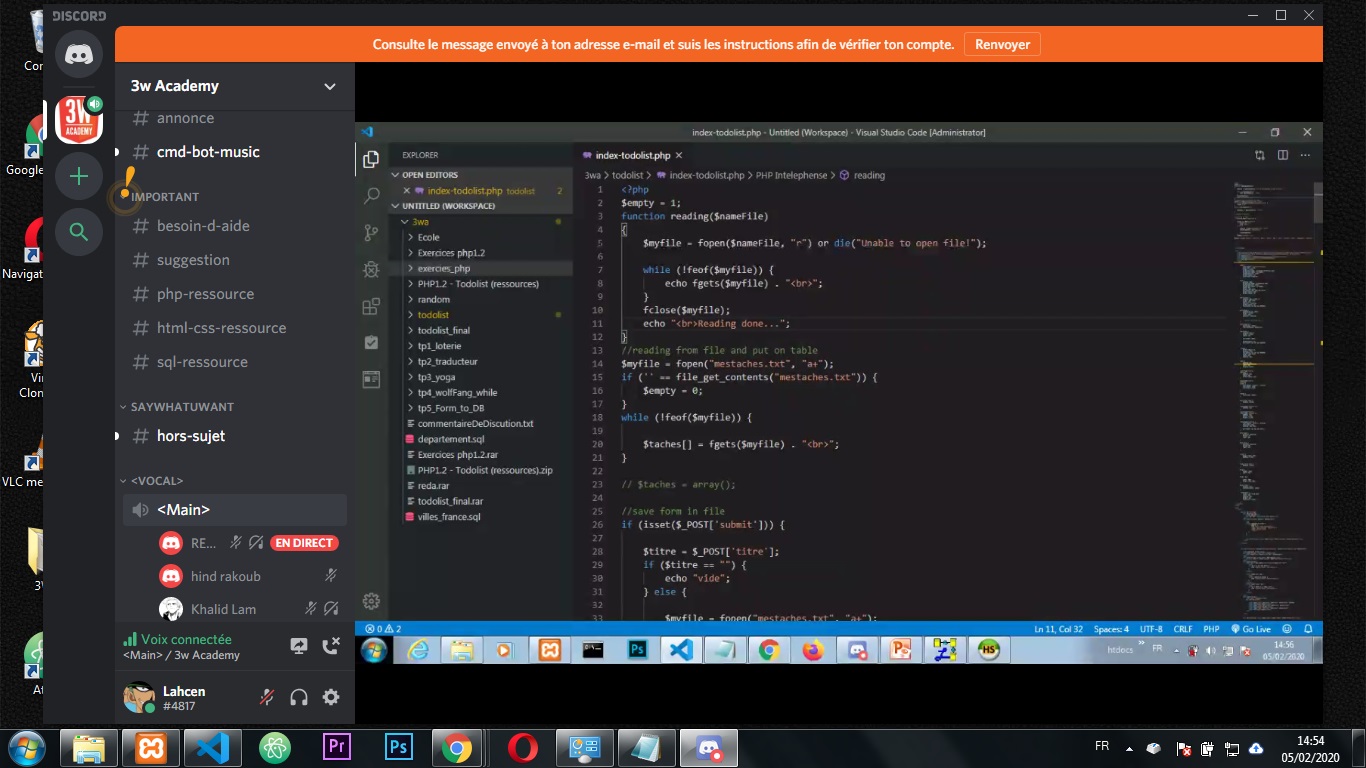 DISCORD
Consulte le message envoyé à ton adresse e-mail et suis les instructions afin de vérifier ton compte.
Renvoyer
3w Academy
annonce
cmd-bot-music
IMPORTANT
besoin-d-aide
suggestion
php-ressource
html-css-ressource
sql-ressource
SAYWHATUWANT
hors-sujet
<VOCAL>
<Main>
RE... EN DIRECT
hind rakoub
Khalid Lam
Voix connectée
<Main> / 3w Academy
Lahcen
#4817
3W
ACADEMY
Google
Navigat
Clon
VLC me
index-todolist.php - Untitled (Workspace) - Visual Studio Code [Administrator]
EXPLORER
OPEN EDITORS
index-todolist.php todolist 2
UNTITLED (WORKSPACE)
3wa
Ecole
Exercices php1.2
exercies_php
PHP1.2 - Todolist (ressources)
random
todolist
todolist_final
tp1_loterie
tp2_traducteur
tp3_yoga
tp4_wolfFang_while
tp5_Form_to_DB
commentaireDeDiscution.txt
departement.sql
Exercices php1.2.rar
PHP1.2 - Todolist (ressources).zip
reda.rar
todolist_final.rar
villes_france.sql
index-todolist.php
3wa > todolist > index-todolist.php > PHP Intelephense > reading
1 <?php
2 $empty = 1;
3 function reading($nameFile)
4 {
5 $myfile = fopen($nameFile, "r") or die("Unable to open file!");
6
7 while (!feof($myfile)) {
8 echo fgets($myfile) . "<br>";
9 }
10 fclose($myfile);
11 echo "<br>Reading done...";
12 }
13 //reading from file and put on table
14 $myfile = fopen("mestaches.txt", "a+");
15 if ('' == file_get_contents("mestaches.txt")) {
16 $empty = 0;
17 }
18 while (!feof($myfile)) {
19
20 $taches[] = fgets($myfile) . "<br>";
21 }
22
23 // $taches = array();
24
25 //save form in file
26 if (isset($_POST['submit'])) {
27
28 $titre = $_POST['titre'];
29 if ($titre == "") {
30 echo "vide";
31 } else {
32
33 $myfile = fopen("mestaches.txt", "a+");
0 2
Ln 11, Col 32 Spaces: 4 UTF-8 CRLF PHP Go Live
Ps
HS
htdocs
FR
14:56
05/02/2020
Pr
Ps
FR
14:54
05/02/2020